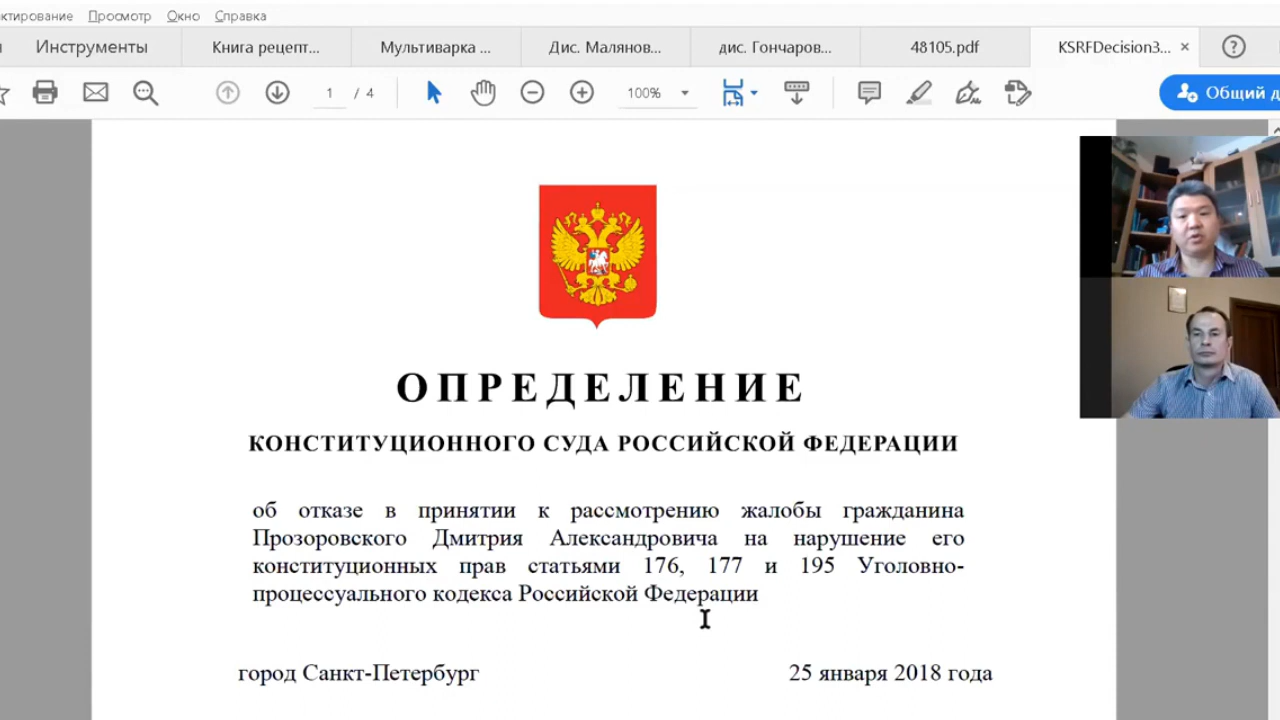 ктирование Просмотр Окно Справка
Инструменты Книга рецепт... Мультиварка ... Дис. Малянов... дис. Гончаров... 48105.pdf KSRFDecision3... × ?
1 / 4 100% Общий д
ОПРЕДЕЛЕНИЕ
КОНСТИТУЦИОННОГО СУДА РОССИЙСКОЙ ФЕДЕРАЦИИ
об отказе в принятии к рассмотрению жалобы гражданина
Прозоровского Дмитрия Александровича на нарушение его
конституционных прав статьями 176, 177 и 195 Уголовно-
процессуального кодекса Российской Федерации
город Санкт-Петербург 25 января 2018 года